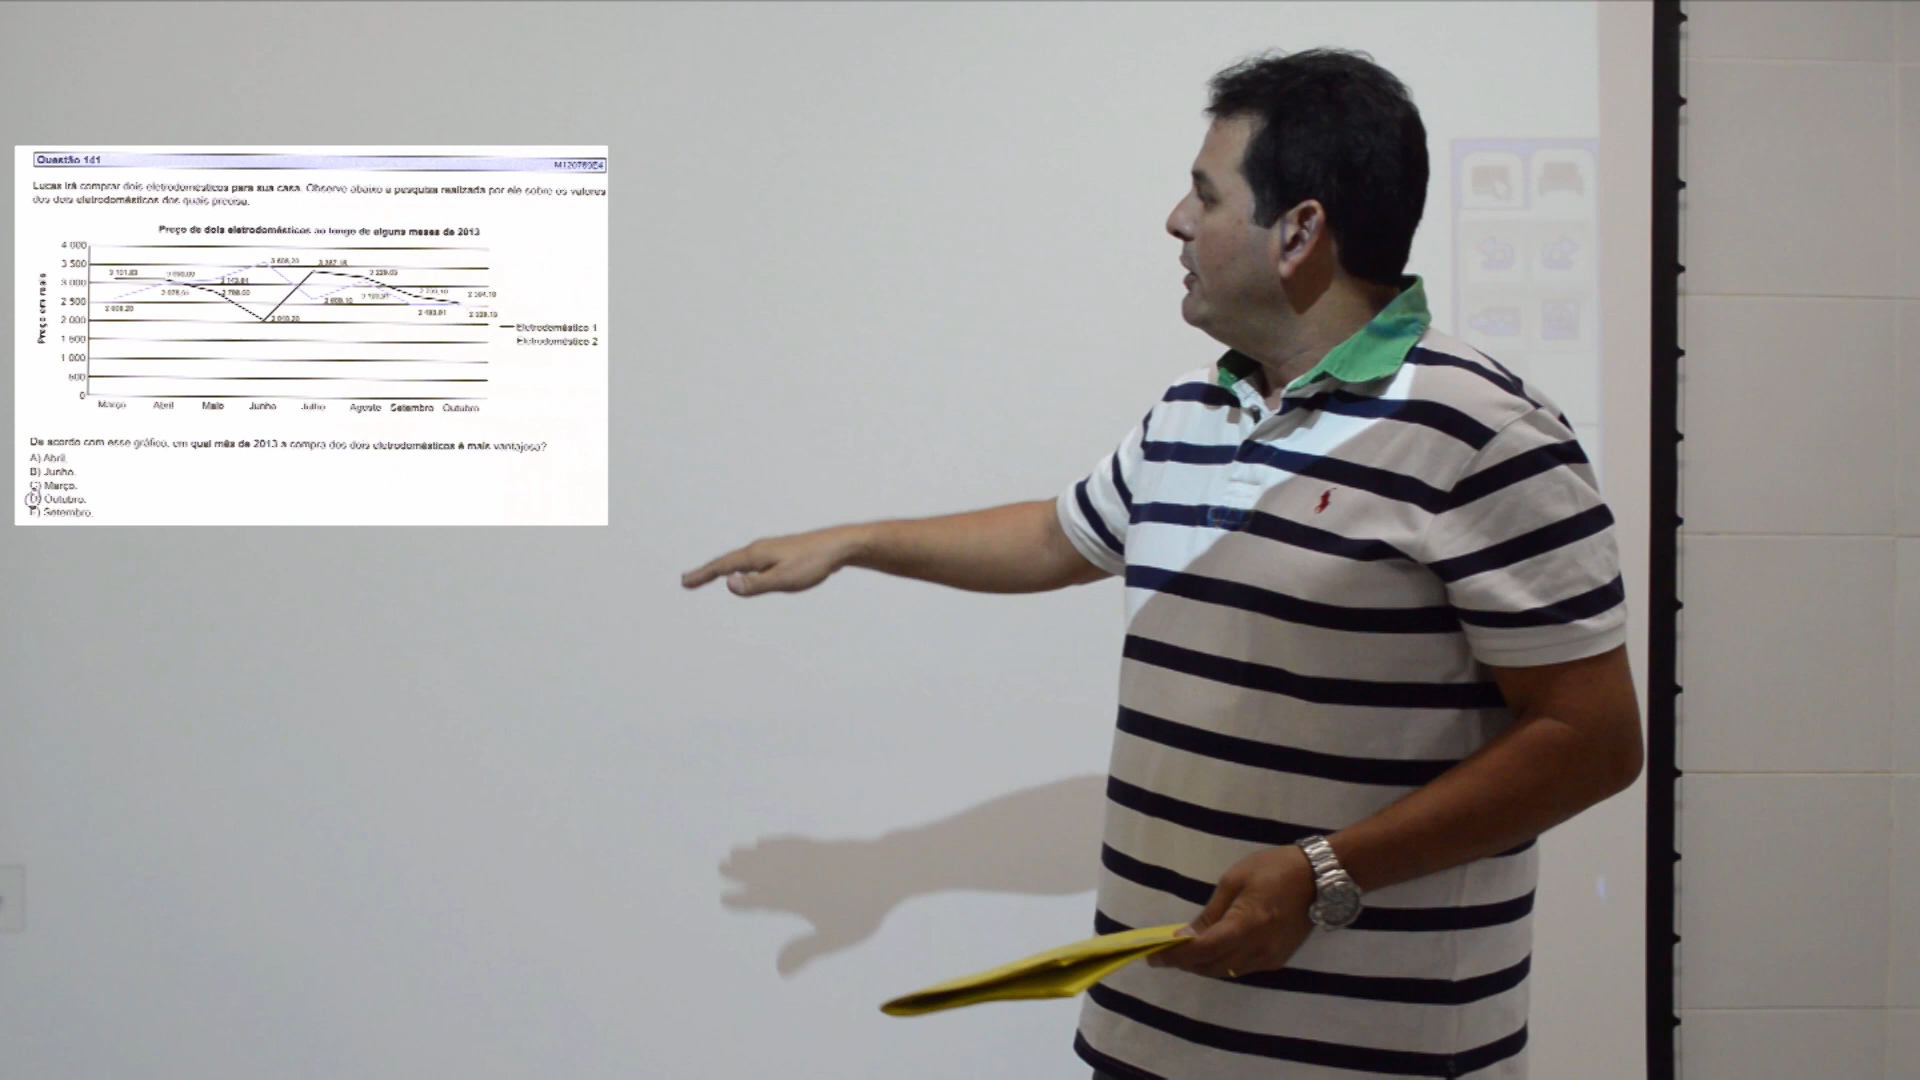 Questão 141
M120769E4
Lucas irá comprar dois eletrodomésticos para sua casa. Observe abaixo a pesquisa realizada por ele sobre os valores
dos dois eletrodomésticos dos quais precisa.
Preço de dois eletrodomésticos ao longo de alguns meses de 2013
Preço em reais
4 000
3 500
3 000
2 500
2 000
1 500
1 000
500
0
Março Abril Maio Junho Julho Agosto Setembro Outubro
Eletrodoméstico 1
Eletrodoméstico 2
De acordo com esse gráfico, em qual mês de 2013 a compra dos dois eletrodomésticos é mais vantajosa?
A) Abril.
B) Junho.
C) Março.
D) Outubro.
E) Setembro.